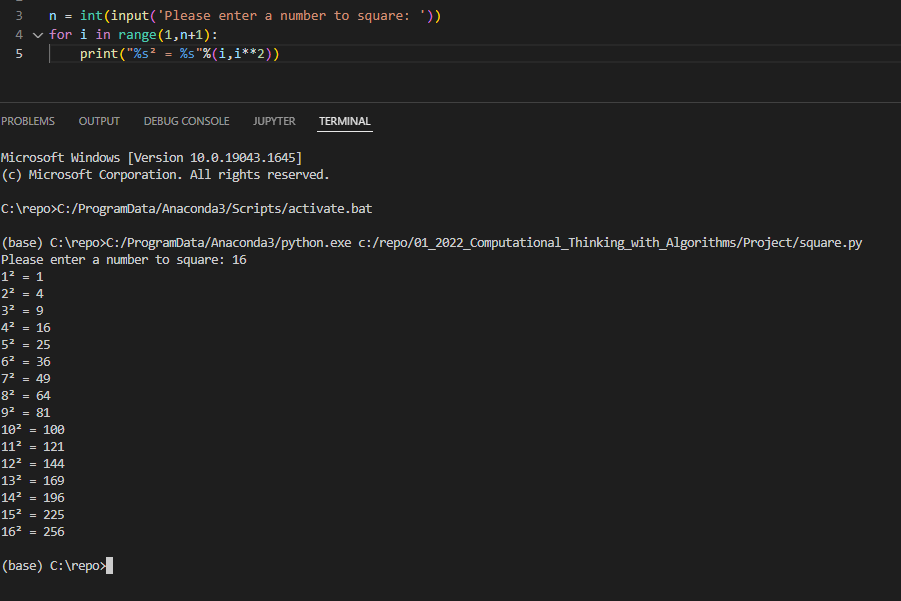 3 n = int(input('Please enter a number to square: '))
4 for i in range(1,n+1):
5 print("%s² = %s"%(i,i**2))
PROBLEMS OUTPUT DEBUG CONSOLE JUPYTER TERMINAL
Microsoft Windows [Version 10.0.19043.1645]
(c) Microsoft Corporation. All rights reserved.
C:\repo>C:/ProgramData/Anaconda3/Scripts/activate.bat
(base) C:\repo>C:/ProgramData/Anaconda3/python.exe c:/repo/01_2022_Computational_Thinking_with_Algorithms/Project/square.py
Please enter a number to square: 16
1² = 1
2² = 4
3² = 9
4² = 16
5² = 25
6² = 36
7² = 49
8² = 64
9² = 81
10² = 100
11² = 121
12² = 144
13² = 169
14² = 196
15² = 225
16² = 256
(base) C:\repo>